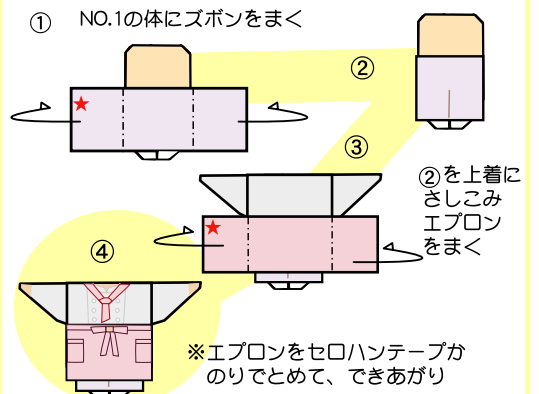 ① NO.1の体にズボンをまく
②
③
②を上着に
さしこみ
エプロン
をまく
④
※エプロンをセロハンテープか
のりでとめて、できあがり